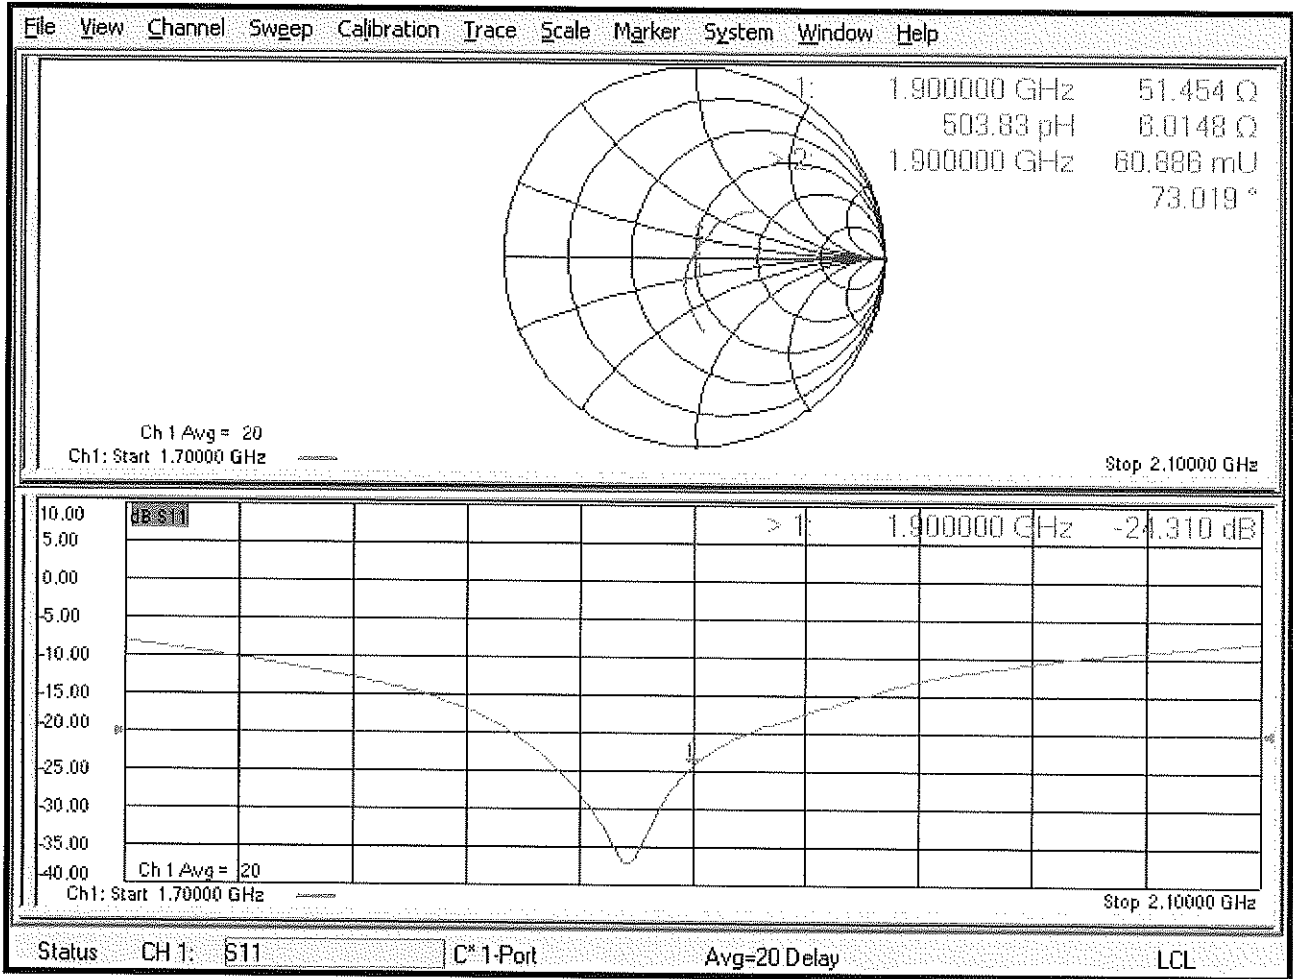 File View Channel Sweep Calibration Trace Scale Marker System Window Help
1: 1.900000 GHz 51.454 Ω
503.83 pH 6.0148 Ω
> 2: 1.900000 GHz 60.886 mU
73.019 °
Ch 1 Avg = 20
Ch1: Start 1.70000 GHz
Stop 2.10000 GHz
10.00
dB S11
> 1: 1.900000 GHz -24.310 dB
5.00
0.00
-5.00
-10.00
-15.00
-20.00
1
-25.00
-30.00
-35.00
-40.00
Ch 1 Avg = 20
Ch1: Start 1.70000 GHz
Stop 2.10000 GHz
Status CH 1: S11 C* 1-Port Avg=20 Delay LCL